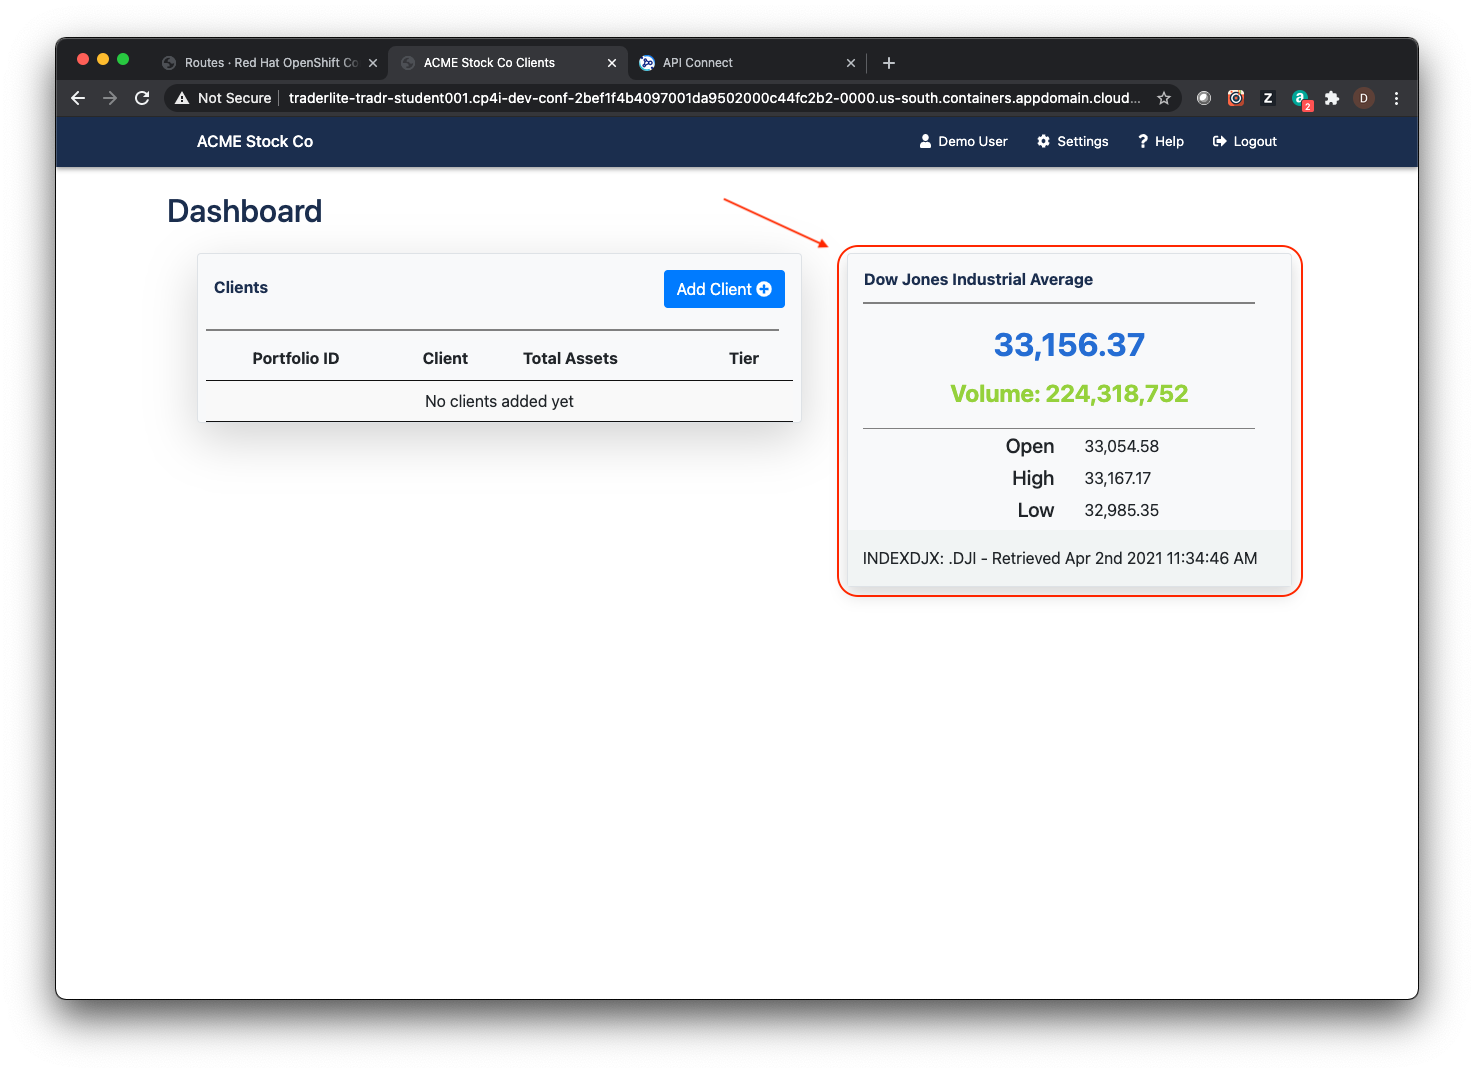 Routes · Red Hat OpenShift Co
ACME Stock Co Clients
API Connect
Not Secure
traderlite-tradr-student001.cp4i-dev-conf-2bef1f4b4097001da9502000c44fc2b2-0000.us-south.containers.appdomain.cloud...
Z
a
2
D
ACME Stock Co
Demo User
Settings
? Help
Logout
Dashboard
Clients
Add Client
Portfolio ID Client Total Assets Tier
No clients added yet
Dow Jones Industrial Average
33,156.37
Volume: 224,318,752
Open 33,054.58
High 33,167.17
Low 32,985.35
INDEXDJX: .DJI - Retrieved Apr 2nd 2021 11:34:46 AM